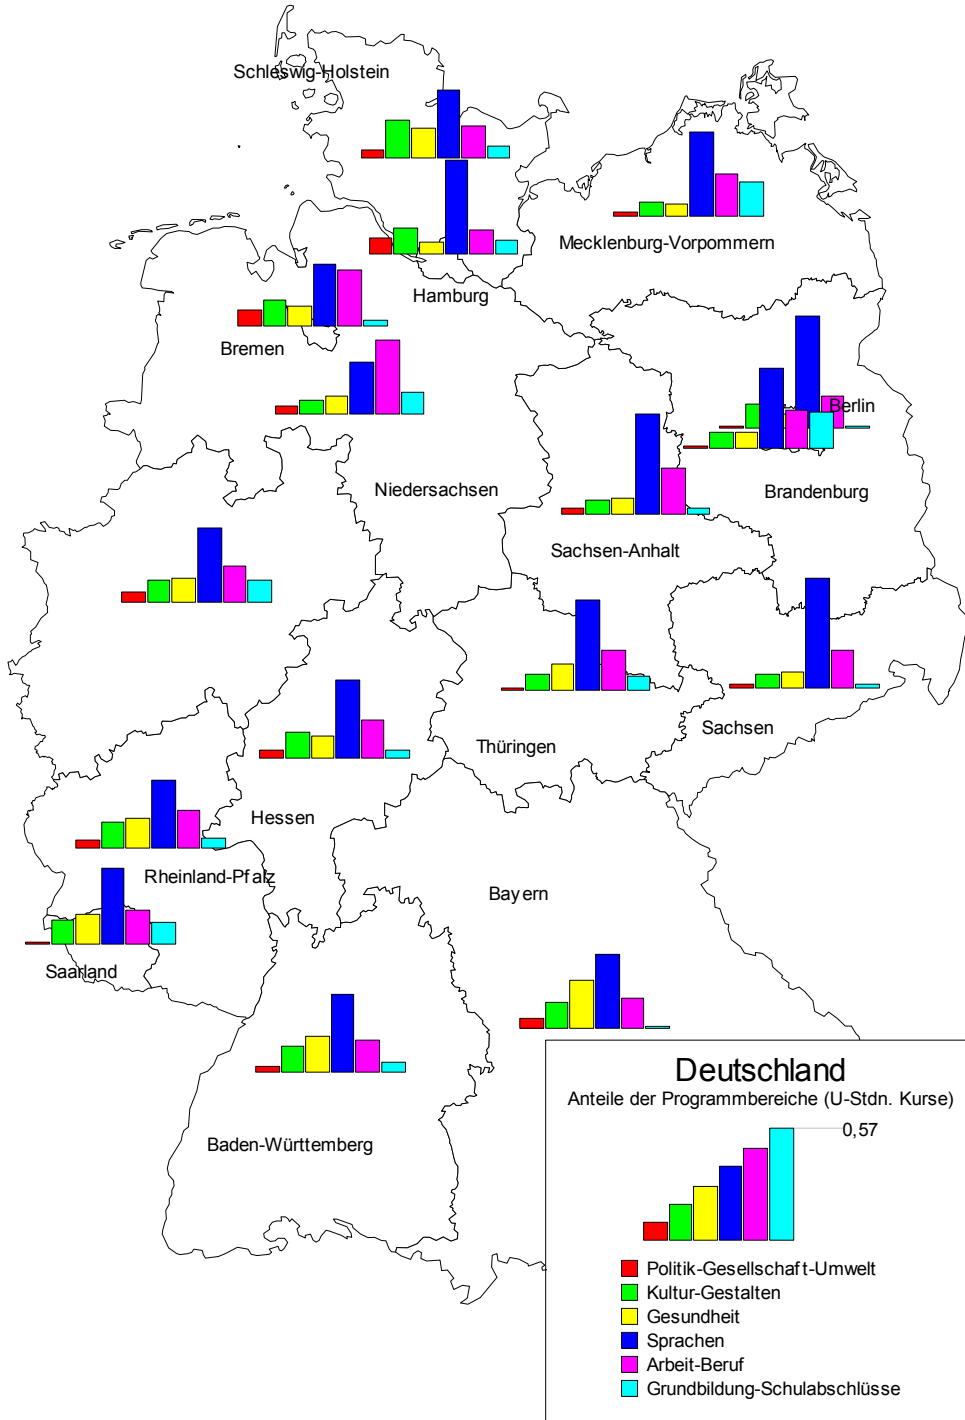 Schleswig-Holstein
Mecklenburg-Vorpommern
Hamburg
Bremen
Berlin
Niedersachsen
Brandenburg
Sachsen-Anhalt
Sachsen
Thüringen
Hessen
Rheinland-Pfalz
Bayern
Saarland
Baden-Württemberg
Deutschland
Anteile der Programmbereiche (U-Stdn. Kurse)
0,57
Politik-Gesellschaft-Umwelt
Kultur-Gestalten
Gesundheit
Sprachen
Arbeit-Beruf
Grundbildung-Schulabschlüsse